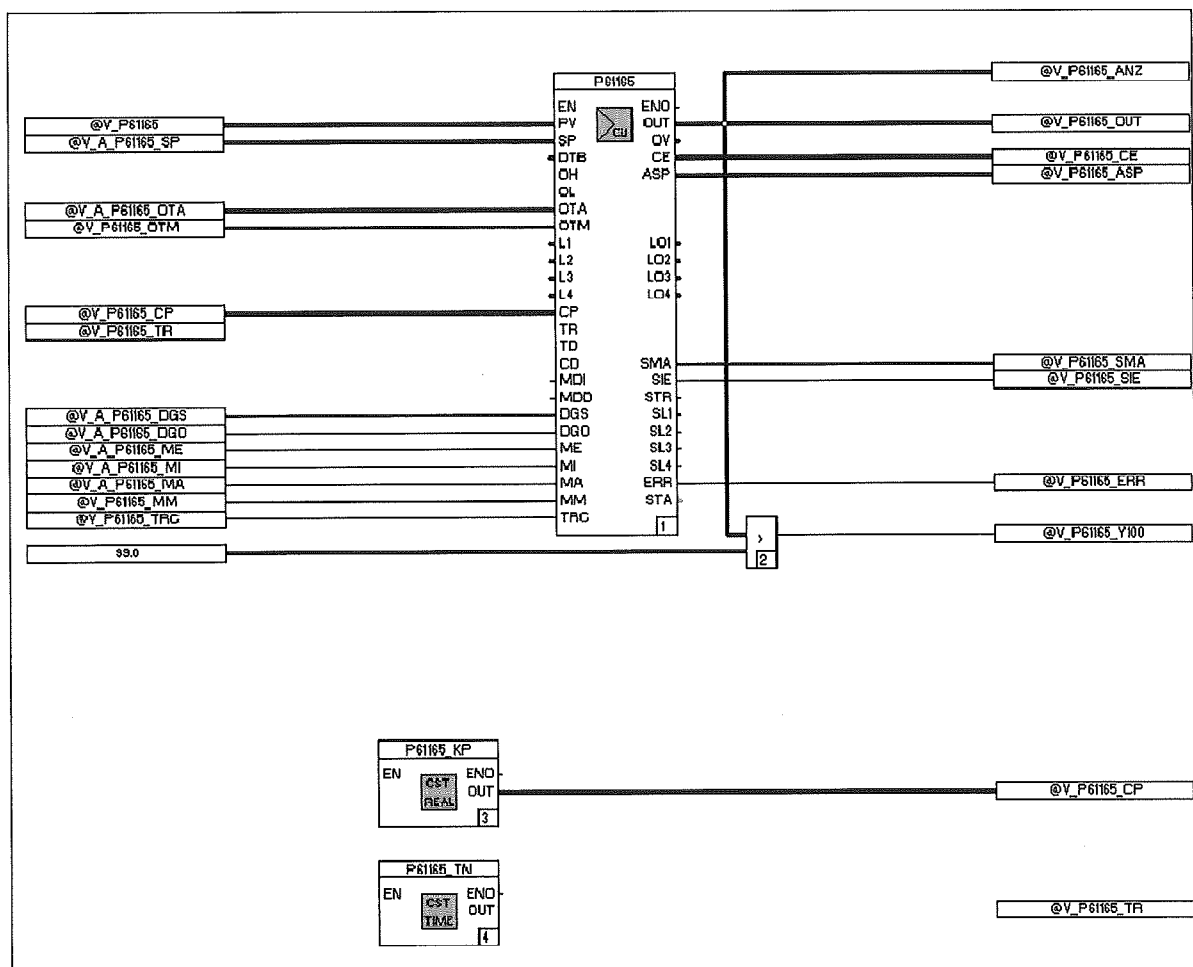 @V_P61165_ANZ
P61165
EN ENO
@V_P61165 PV CU OUT @V_P61165_OUT
@V_A_P61165_SP SP QV
DTB CE @V_P61165_CE
OH ASP @V_P61165_ASP
OL
@V_A_P61165_OTA OTA
@V_P61165_OTM OTM
L1 LO1
L2 LO2
L3 LO3
L4 LO4
@V_P61165_CP CP
@V_P61165_TR TR
TD
CD SMA @V_P61165_SMA
MDI SIE @V_P61165_SIE
MDO STR
@V_A_P61165_DGS DGS SL1
@V_A_P61165_DGO DGO SL2
@V_A_P61165_ME ME SL3
@V_A_P61165_MI MI SL4
@V_A_P61165_MA MA ERR @V_P61165_ERR
@V_P61165_MM MM STA
@V_P61165_TRC TRC 1
> @V_P61165_Y100
99.0
2
P61165_KP
EN CST REAL ENO
OUT @V_P61165_CP
3
P61165_TN
EN CST TIME ENO
OUT @V_P61165_TR
4